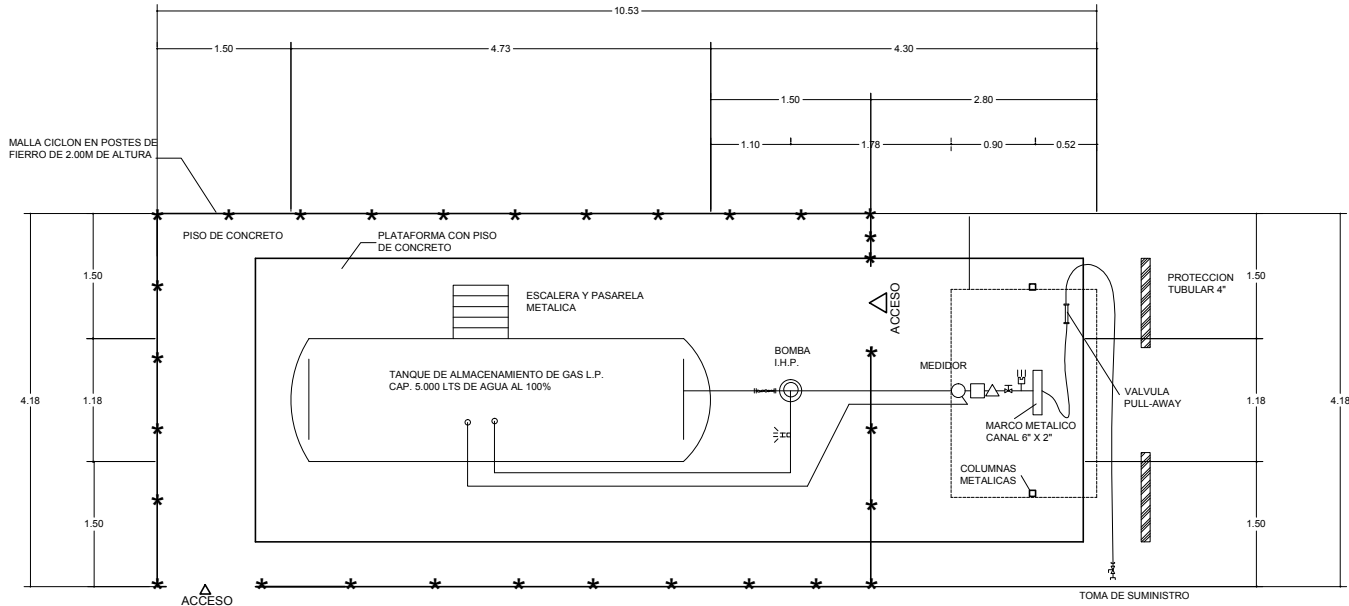 10.53
1.50
4.73
4.30
1.50
2.80
1.10
1.78
0.90
0.52
MALLA CICLON EN POSTES DE
FIERRO DE 2.00M DE ALTURA
PISO DE CONCRETO
PLATAFORMA CON PISO
DE CONCRETO
ESCALERA Y PASARELA
METALICA
ACCESO
PROTECCION
TUBULAR 4"
1.50
1.50
4.18
1.18
TANQUE DE ALMACENAMIENTO DE GAS L.P.
CAP. 5.000 LTS DE AGUA AL 100%
BOMBA
I.H.P.
MEDIDOR
VALVULA
PULL-AWAY
1.18
4.18
MARCO METALICO
CANAL 6" X 2"
COLUMNAS
METALICAS
1.50
1.50
ACCESO
TOMA DE SUMINISTRO